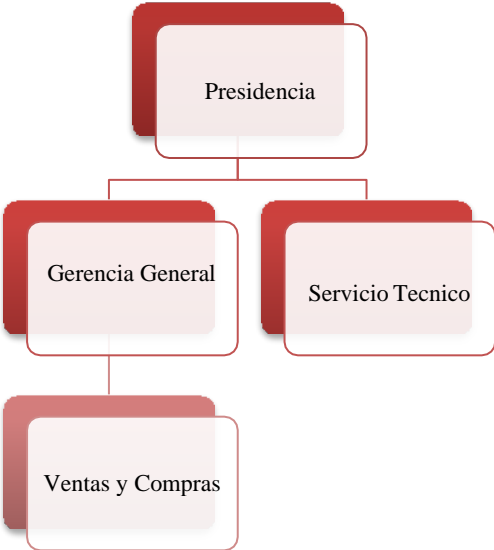 Presidencia
Gerencia General
Servicio Tecnico
Ventas y Compras